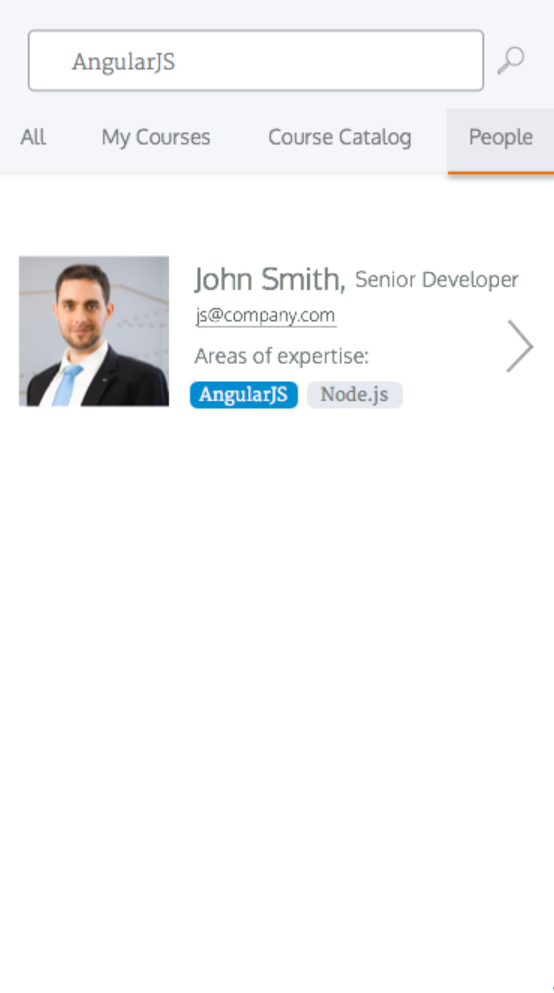 AngularJS
All My Courses Course Catalog People
John Smith, Senior Developer
js@company.com
Areas of expertise:
AngularJS Node.js